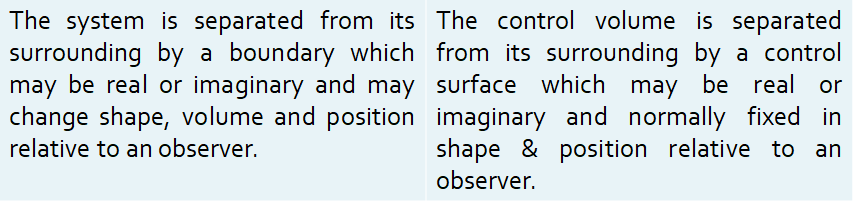 The system is separated from its
surrounding by a boundary which
may be real or imaginary and may
change shape, volume and position
relative to an observer.
The control volume is separated
from its surrounding by a control
surface which may be real or
imaginary and normally fixed in
shape & position relative to an
observer.